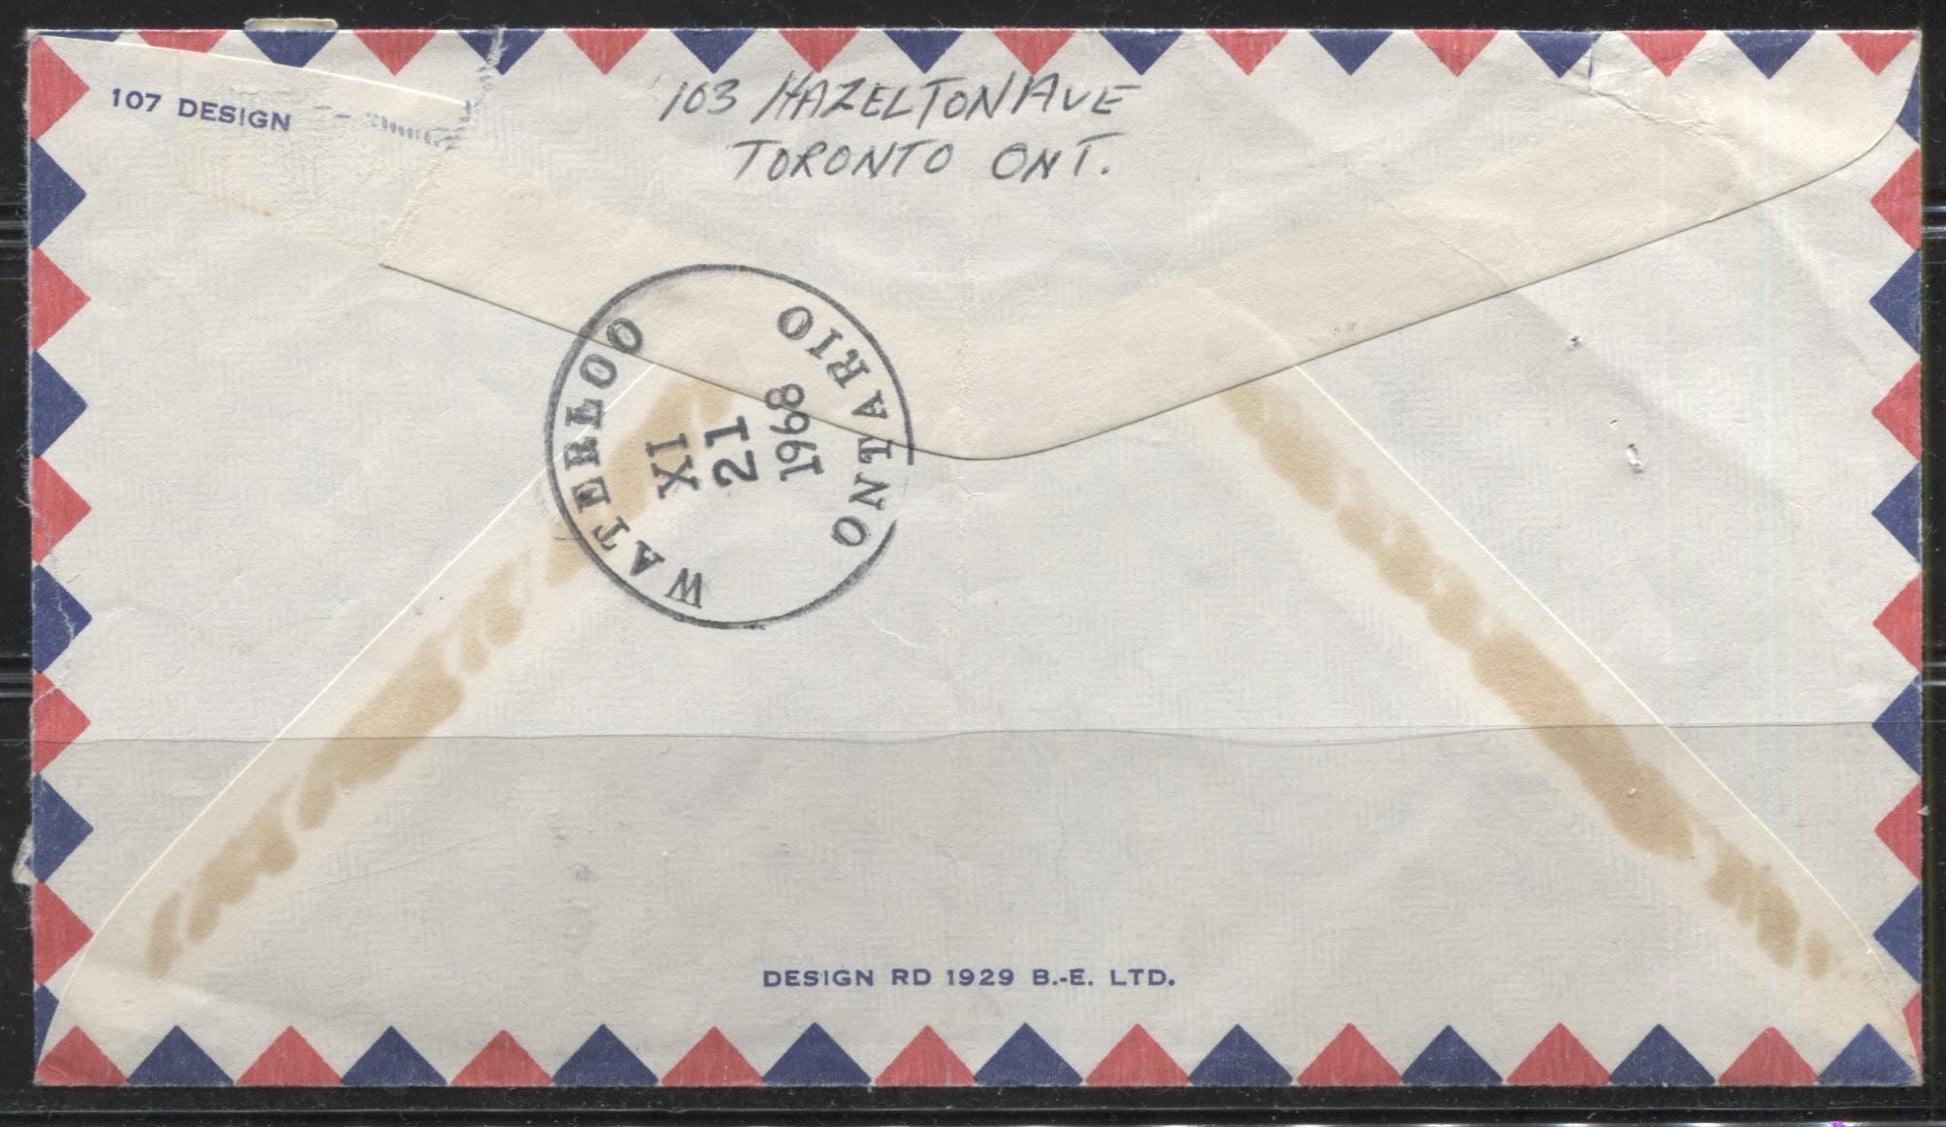 107 DESIGN
103 HAZELTON AVE
TORONTO ONT.
WATERLOO
ONTARIO
XI
21
1968
DESIGN RD 1929 B.-E. LTD.